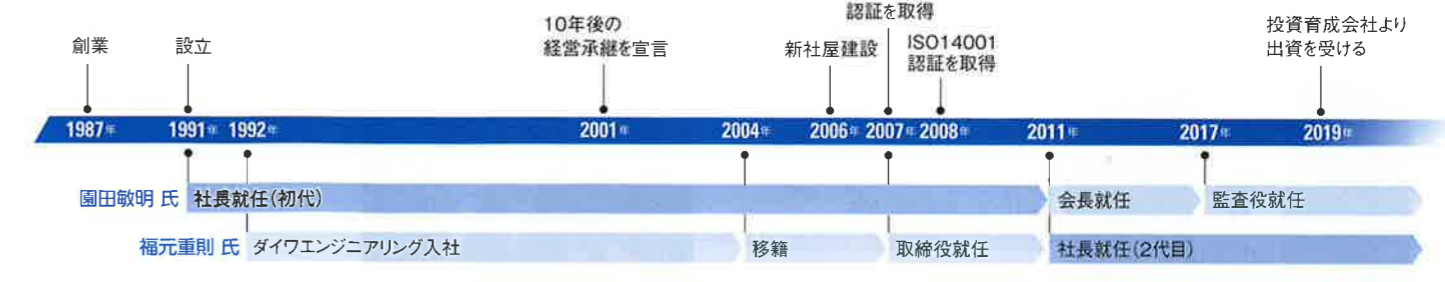 認証を取得
10年後の
経営承継を宣言
投資育成会社より
出資を受ける
創業
設立
新社屋建設
ISO14001
認証を取得
1987年 1991年 1992年 2001年 2004年 2006年 2007年 2008年 2011年 2017年 2019年
園田敏明 氏 社長就任(初代) 会長就任 監査役就任
福元重則 氏 ダイワエンジニアリング入社 移籍 取締役就任 社長就任(2代目)